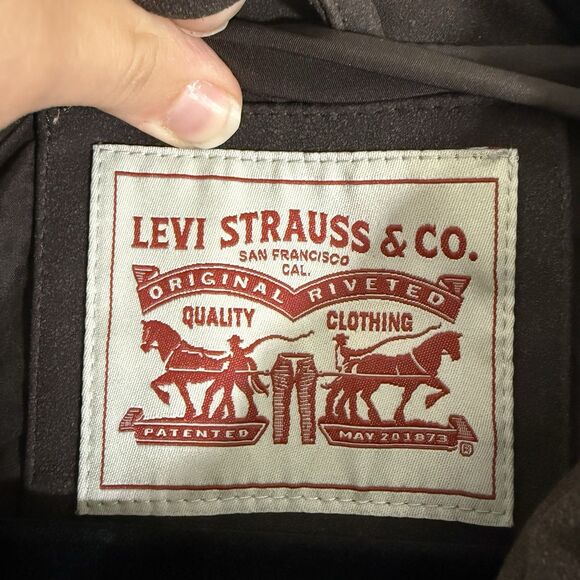 LEVI STRAUSS & CO.
SAN FRANCISCO
CAL.
ORIGINAL RIVETED
QUALITY CLOTHING
PATENTED MAY 20 1873
®